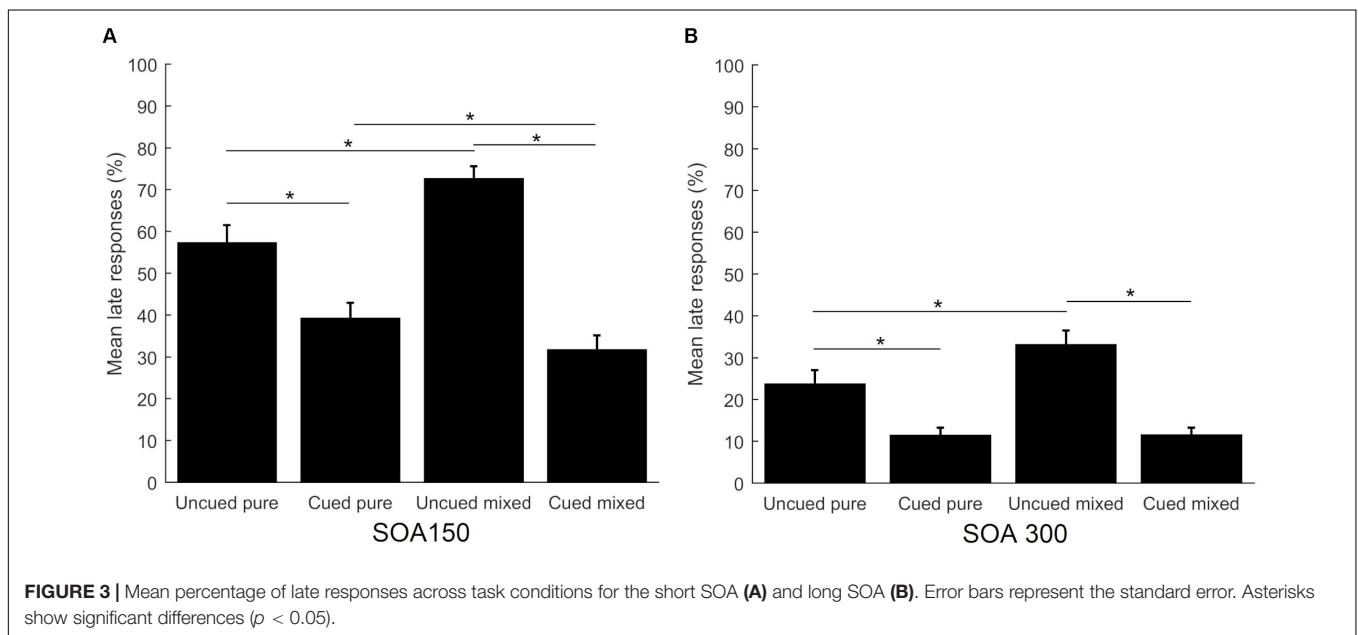 A
100
90
80
70
60
50
40
30
20
10
0
Mean late responses (%)
*
*
*
*
Uncued pure Cued pure Uncued mixed Cued mixed
SOA150
B
100
90
80
70
60
50
40
30
20
10
0
Mean late responses (%)
*
*
*
Uncued pure Cued pure Uncued mixed Cued mixed
SOA 300
FIGURE 3 | Mean percentage of late responses across task conditions for the short SOA (A) and long SOA (B). Error bars represent the standard error. Asterisks
show significant differences (p < 0.05).